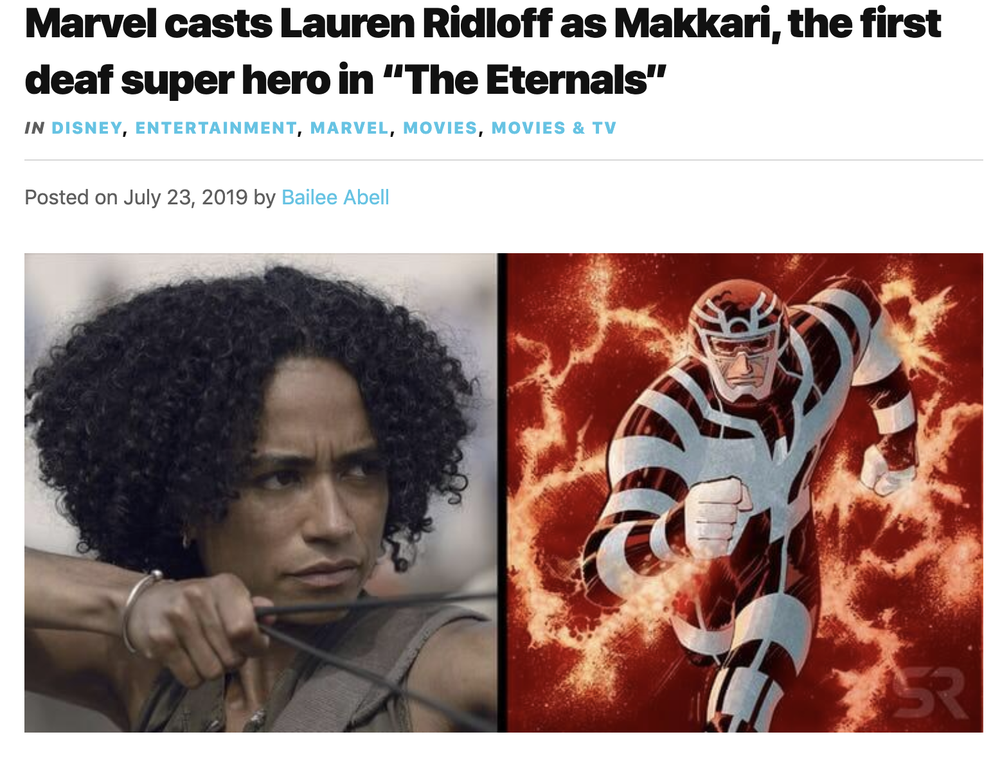 Marvel casts Lauren Ridloff as Makkari, the first
deaf super hero in “The Eternals”
IN DISNEY, ENTERTAINMENT, MARVEL, MOVIES, MOVIES & TV
Posted on July 23, 2019 by Bailee Abell
SR